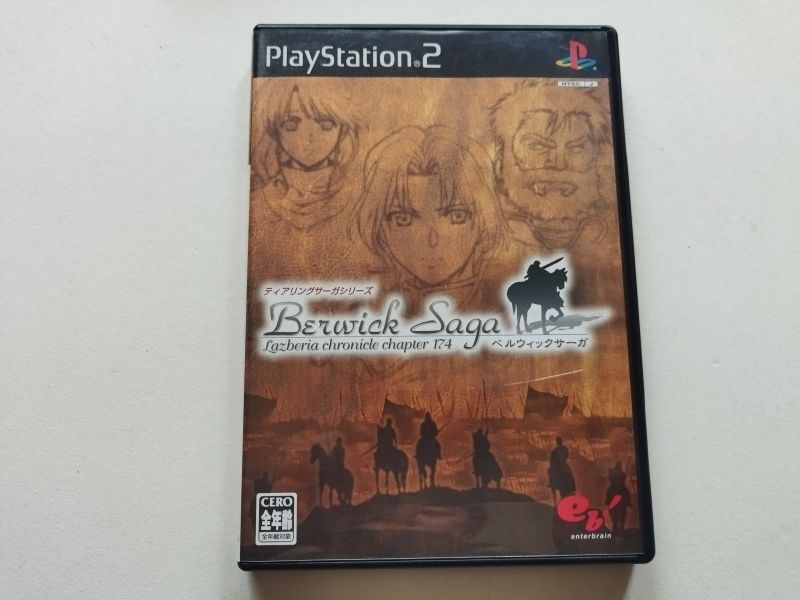 PlayStation®2
NTSC J
ティアリングサーガシリーズ
Berwick Saga
Lazberia chronicle chapter 174
ベルウィックサーガ
CERO
全年齢
全年齢対象
eb!
enterbrain